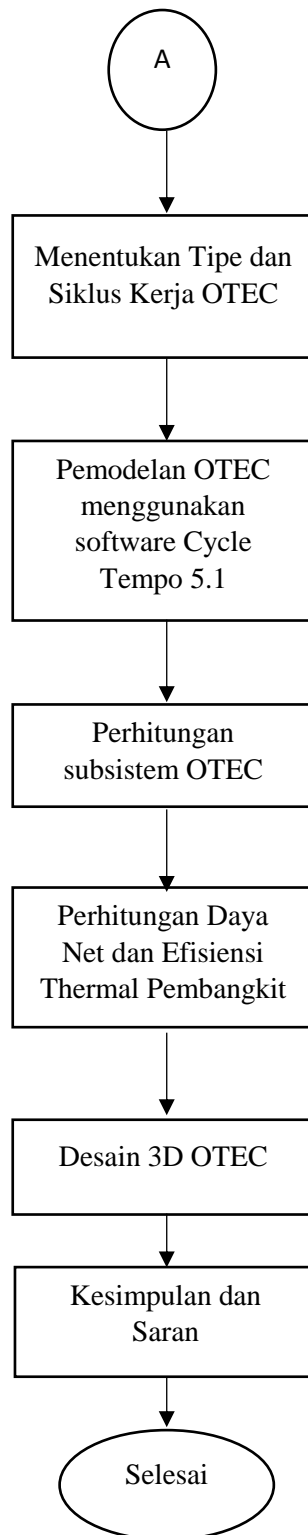 A
Menentukan Tipe dan
Siklus Kerja OTEC
Pemodelan OTEC
menggunakan
software Cycle
Tempo 5.1
Perhitungan
subsistem OTEC
Perhitungan Daya
Net dan Efisiensi
Thermal Pembangkit
Desain 3D OTEC
Kesimpulan dan
Saran
Selesai